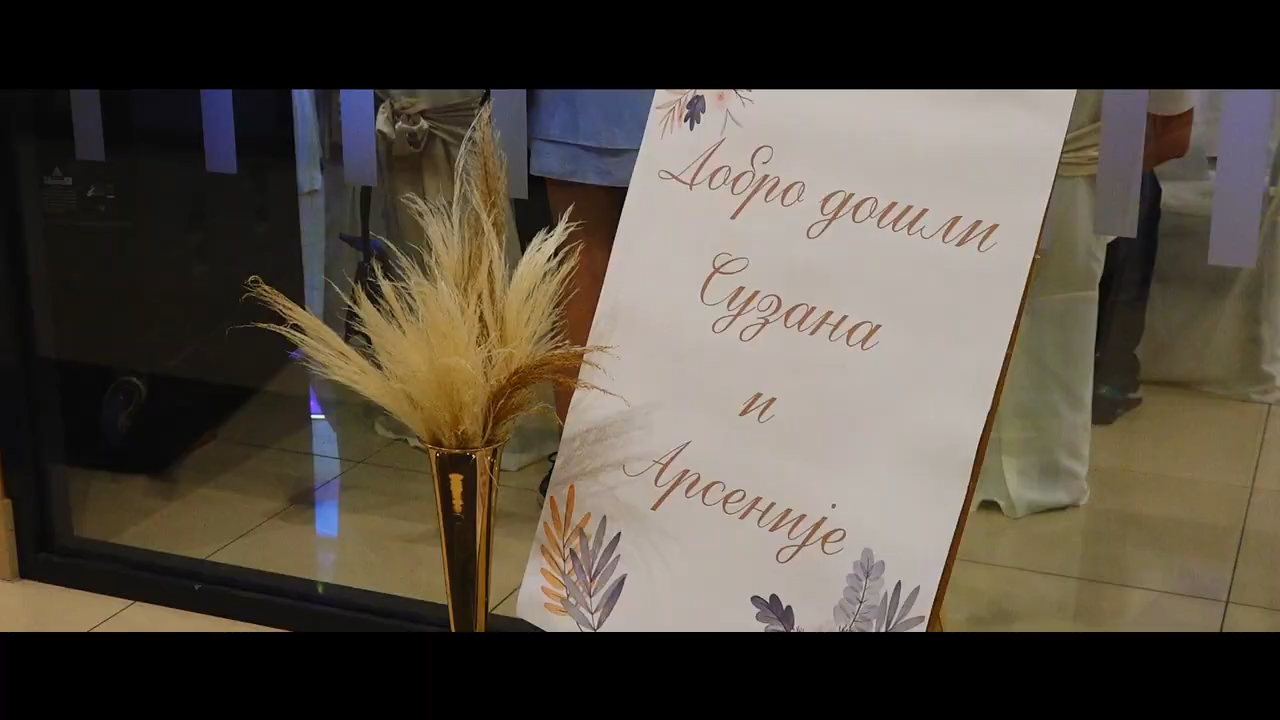 Добро дошли
Сузана
и
Арсеније